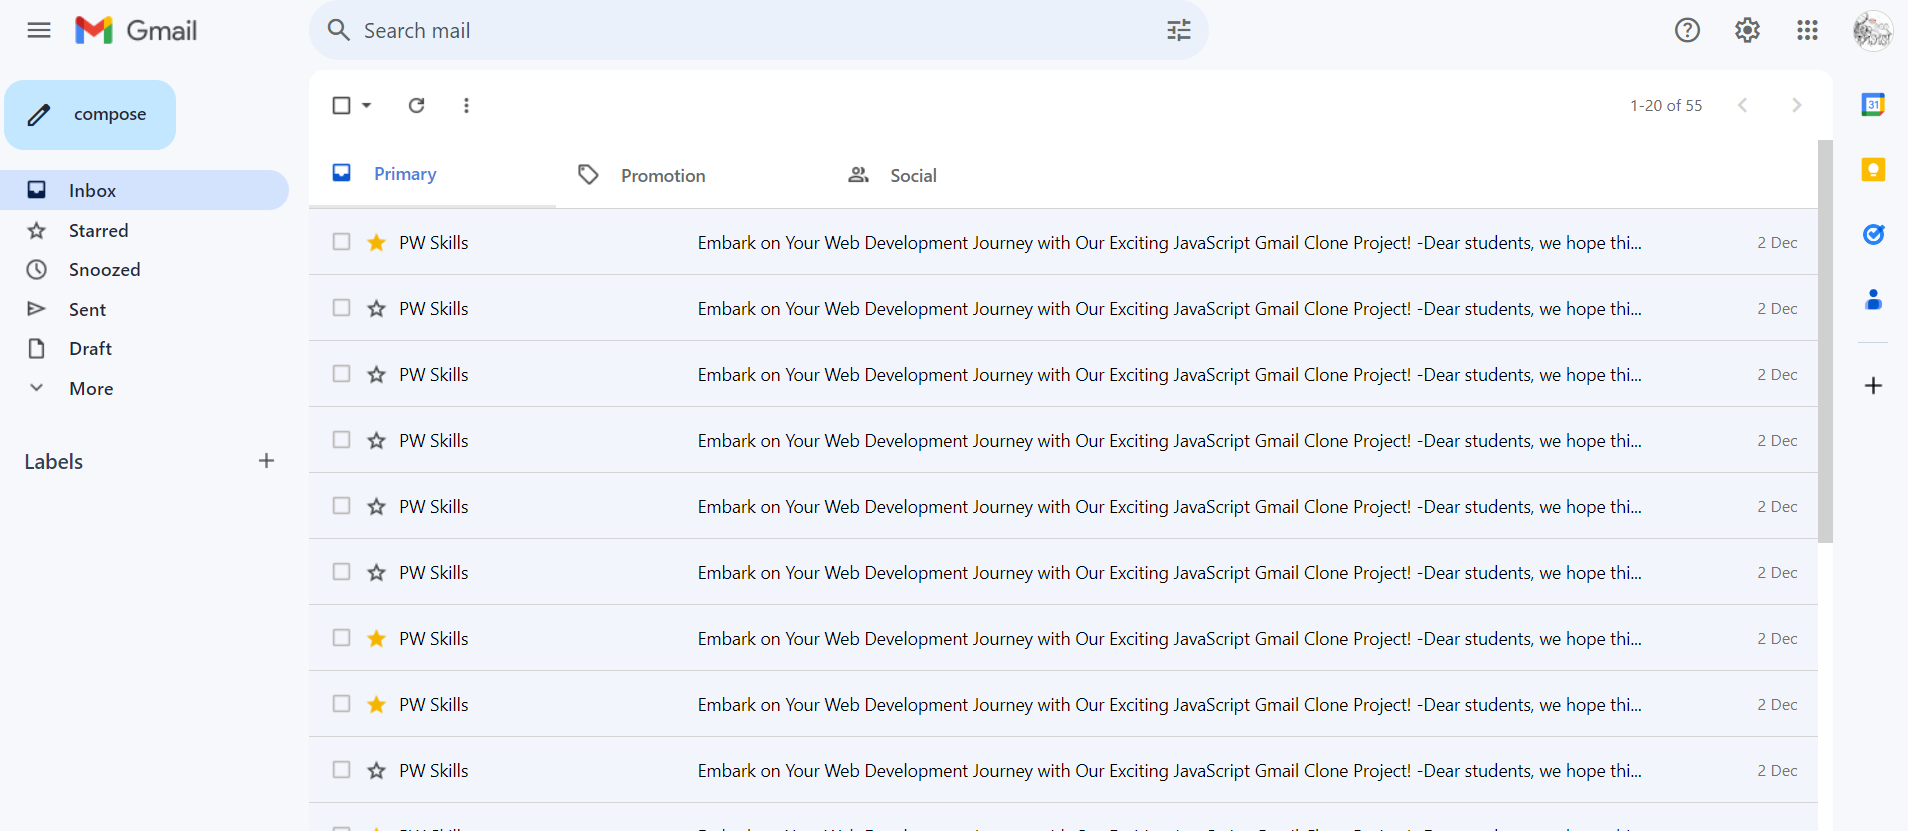 Gmail
Search mail
compose
1-20 of 55
31
Primary
Promotion
Social
Inbox
Starred
Snoozed
Sent
Draft
More
Labels
PW Skills Embark on Your Web Development Journey with Our Exciting JavaScript Gmail Clone Project! -Dear students, we hope thi... 2 Dec
PW Skills Embark on Your Web Development Journey with Our Exciting JavaScript Gmail Clone Project! -Dear students, we hope thi... 2 Dec
PW Skills Embark on Your Web Development Journey with Our Exciting JavaScript Gmail Clone Project! -Dear students, we hope thi... 2 Dec
PW Skills Embark on Your Web Development Journey with Our Exciting JavaScript Gmail Clone Project! -Dear students, we hope thi... 2 Dec
PW Skills Embark on Your Web Development Journey with Our Exciting JavaScript Gmail Clone Project! -Dear students, we hope thi... 2 Dec
PW Skills Embark on Your Web Development Journey with Our Exciting JavaScript Gmail Clone Project! -Dear students, we hope thi... 2 Dec
PW Skills Embark on Your Web Development Journey with Our Exciting JavaScript Gmail Clone Project! -Dear students, we hope thi... 2 Dec
PW Skills Embark on Your Web Development Journey with Our Exciting JavaScript Gmail Clone Project! -Dear students, we hope thi... 2 Dec
PW Skills Embark on Your Web Development Journey with Our Exciting JavaScript Gmail Clone Project! -Dear students, we hope thi... 2 Dec